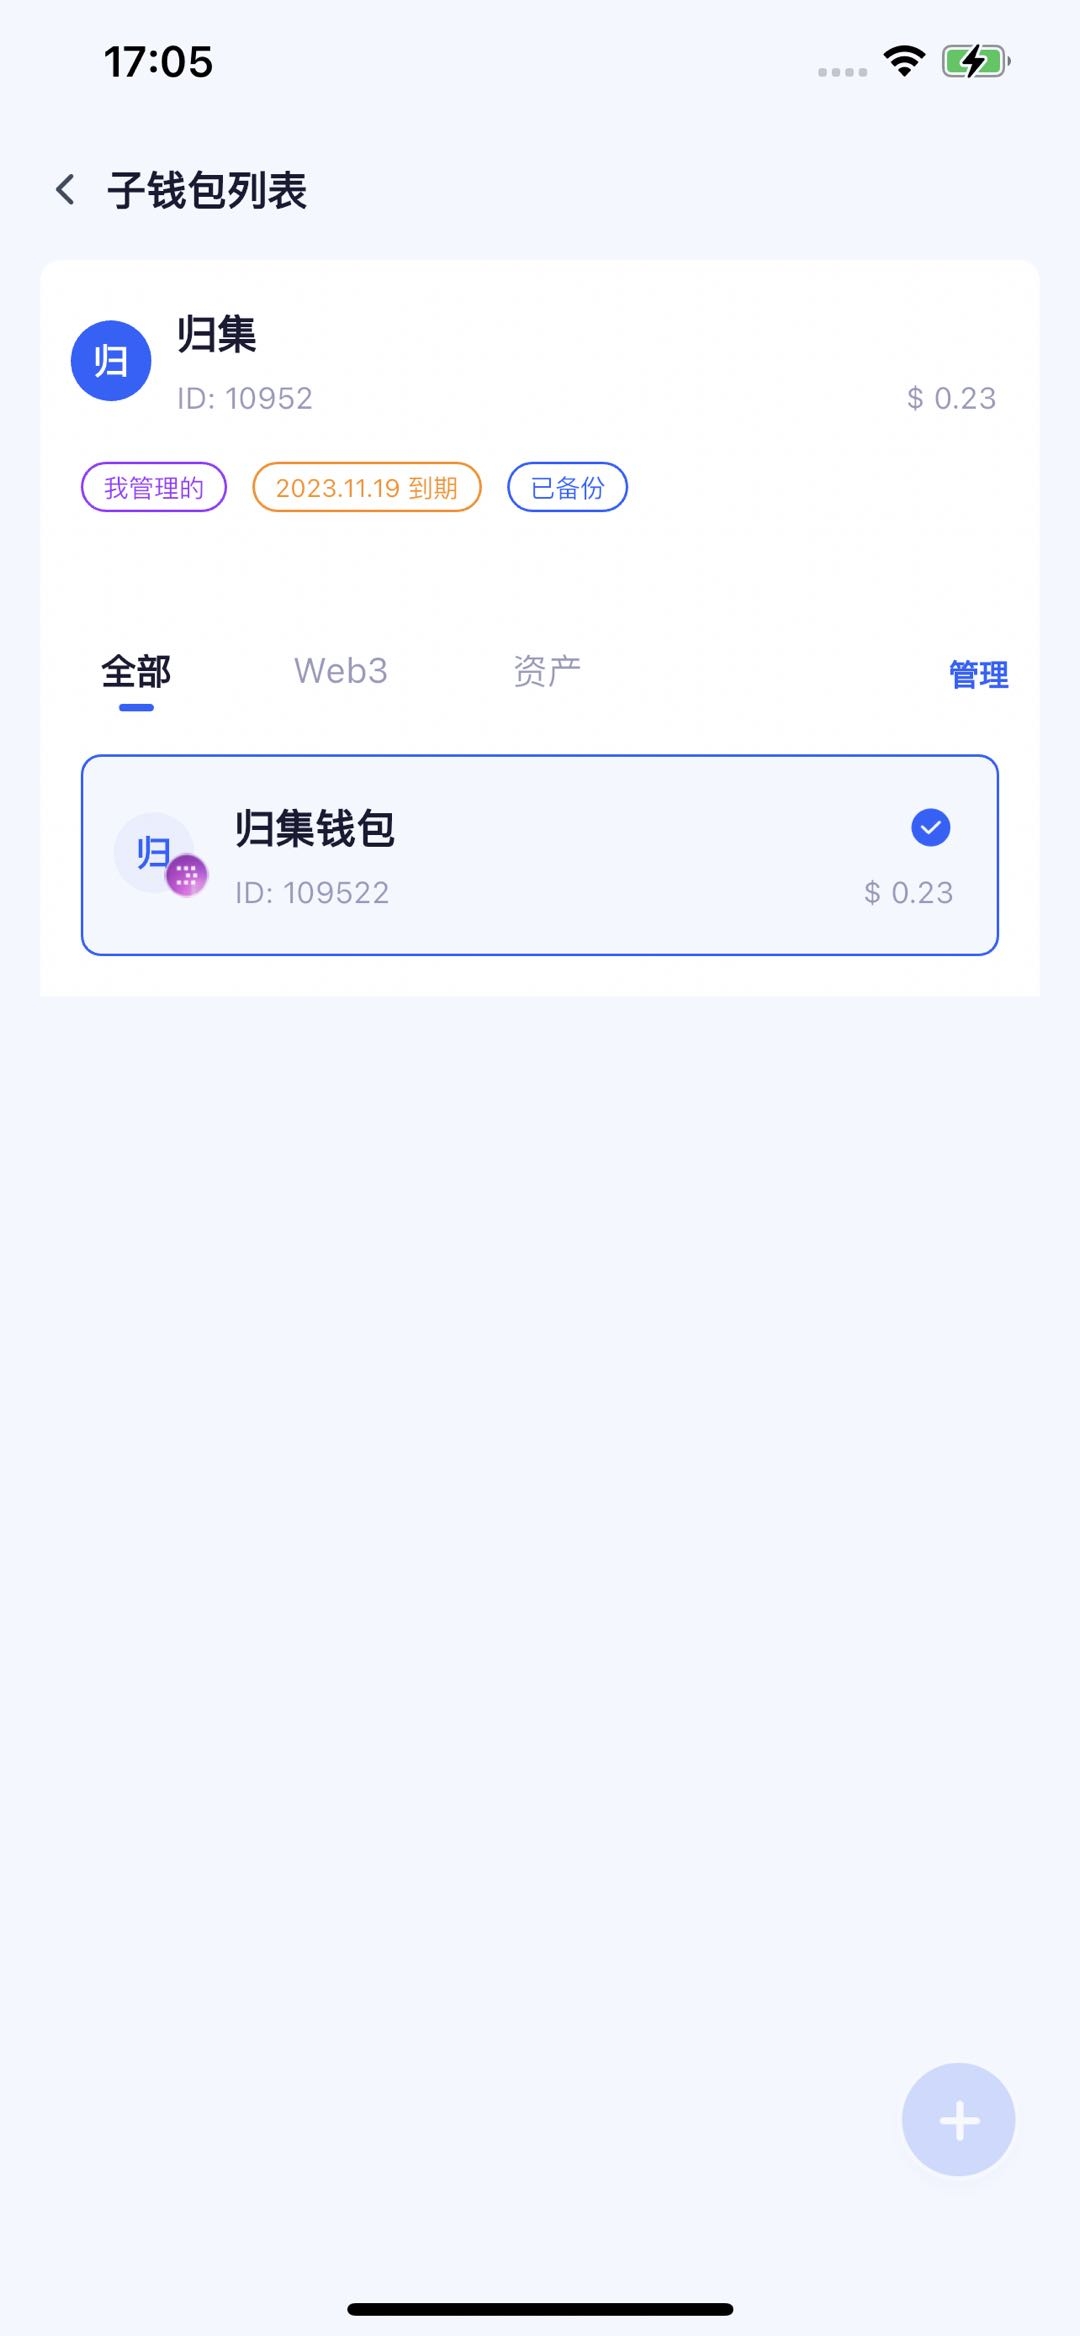 17:05
子钱包列表
归
归集
ID: 10952
$ 0.23
我管理的
2023.11.19 到期
已备份
全部
Web3
资产
管理
归
归集钱包
ID: 109522
$ 0.23